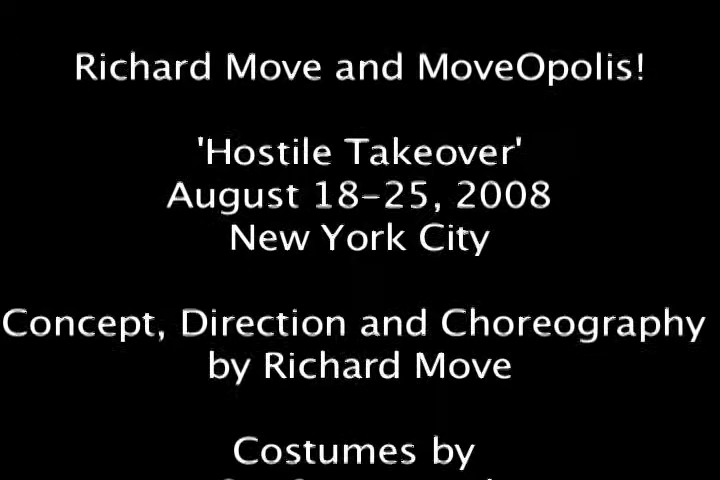 Richard Move and MoveOpolis!
'Hostile Takeover'
August 18-25, 2008
New York City
Concept, Direction and Choreography
by Richard Move
Costumes by